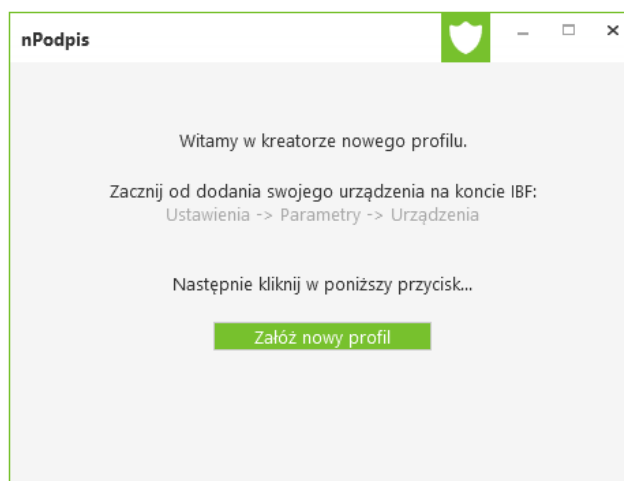 nPodpis
Witamy w kreatorze nowego profilu.
Zacznij od dodania swojego urządzenia na koncie IBF:
Ustawienia -> Parametry -> Urządzenia
Następnie kliknij w poniższy przycisk...
Załóż nowy profil